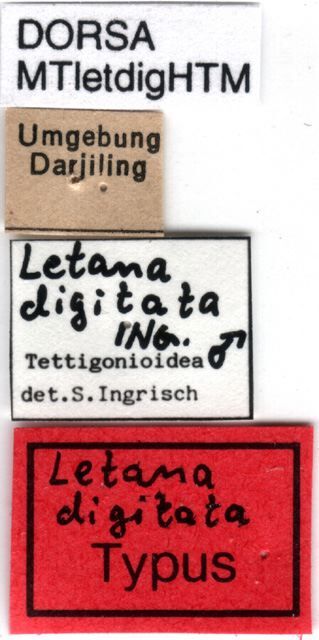 DORSA
MTletdigHTM
Umgebung
Darjiling
Letana
digitata
ING.
Tettigonioidea ♂
det.S.Ingrisch
Letana
digitata
Typus